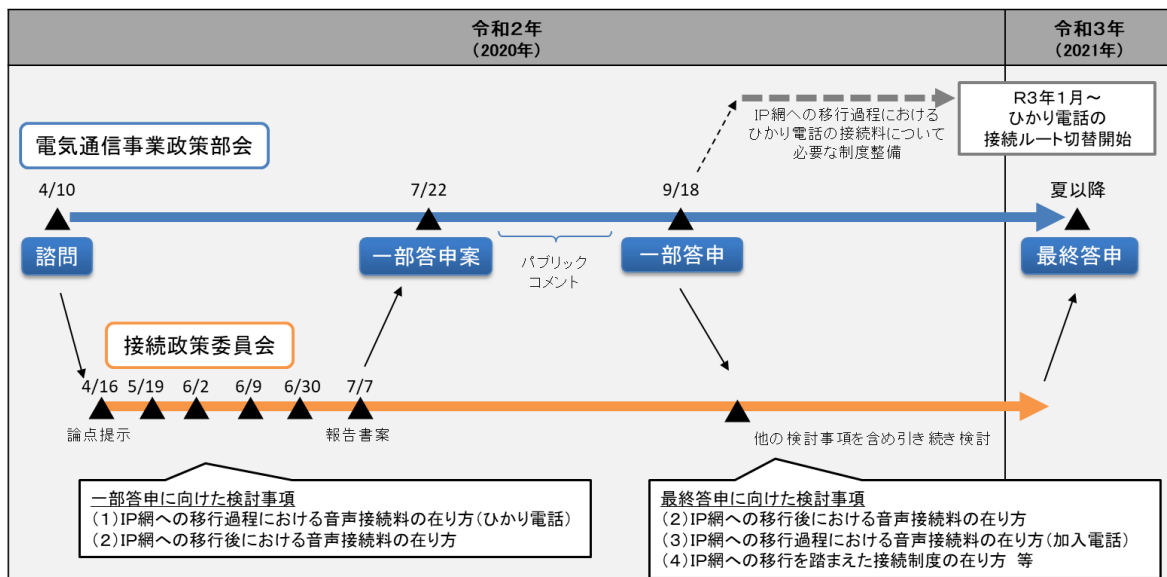 令和2年
(2020年)
令和3年
(2021年)
IP網への移行過程における
ひかり電話の接続料について
必要な制度整備
R3年1月～
ひかり電話の
接続ルート切替開始
電気通信事業政策部会
4/10
7/22
9/18
夏以降
諮問
一部答申案
パブリック
コメント
一部答申
最終答申
接続政策委員会
4/16
5/19
6/2
6/9
6/30
7/7
論点提示
報告書案
他の検討事項を含め引き続き検討
一部答申に向けた検討事項
(1)IP網への移行過程における音声接続料の在り方(ひかり電話)
(2)IP網への移行後における音声接続料の在り方
最終答申に向けた検討事項
(2)IP網への移行後における音声接続料の在り方
(3)IP網への移行過程における音声接続料の在り方(加入電話)
(4)IP網への移行を踏まえた接続制度の在り方 等